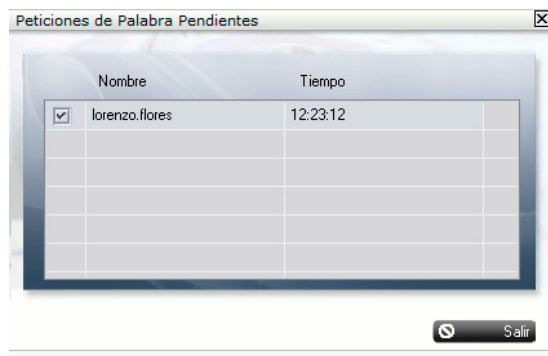 Peticiones de Palabra Pendientes
Nombre Tiempo
lorenzo.flores 12:23:12
Salir